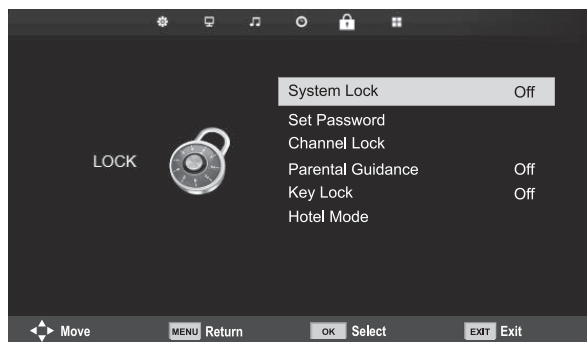 LOCK
System Lock Off
Set Password
Channel Lock
Parental Guidance Off
Key Lock Off
Hotel Mode
Move MENU Return OK Select EXIT Exit